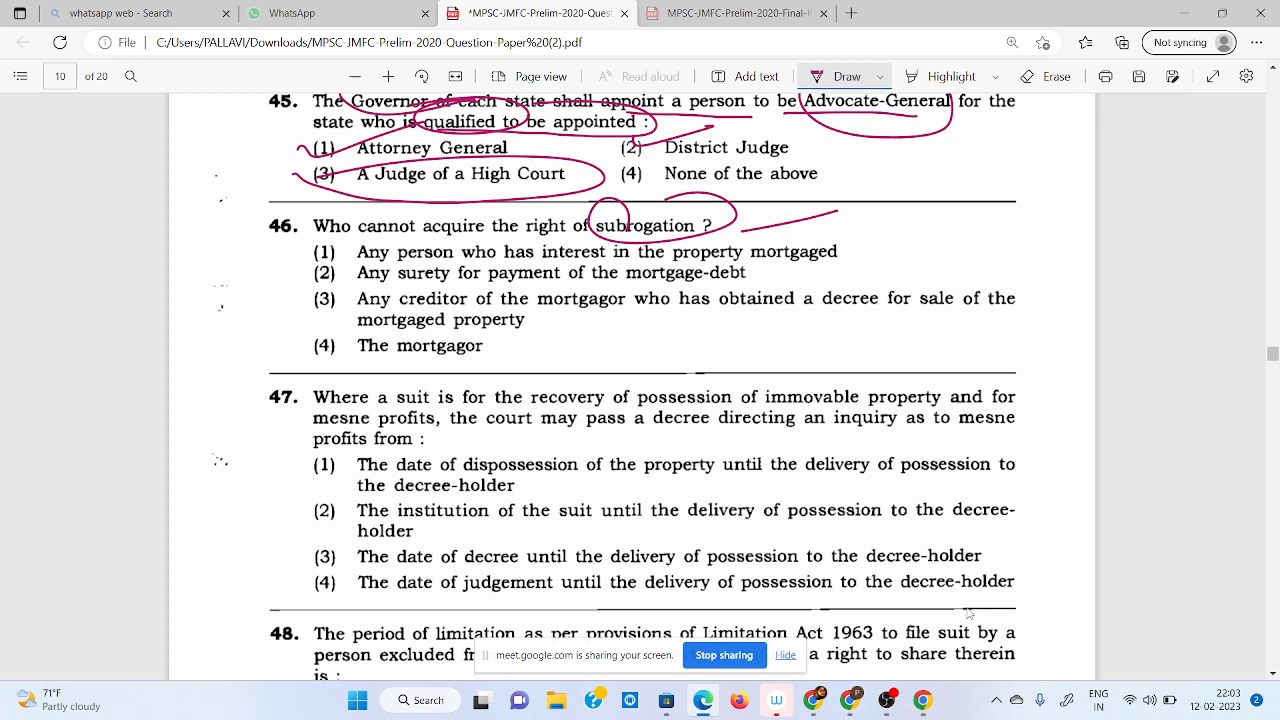 whatsapp web - Search
WhatsApp
*MPSC-JMFC-Prelim-2020-Quest
MPSC-JMFC-Prelim-2020-Final-K
File
C:/Users/PALLAVI/Downloads/MPSC_JMFC-Prelim-2020-Question-Paper%20(2).pdf
Not syncing
10 of 20
Page view
Read aloud
Add text
Draw
Highlight
Erase
45. The Governor of each state shall appoint a person to be Advocate-General for the
state who is qualified to be appointed :
(1) Attorney General (2) District Judge
(3) A Judge of a High Court (4) None of the above
46. Who cannot acquire the right of subrogation ?
(1) Any person who has interest in the property mortgaged
(2) Any surety for payment of the mortgage-debt
(3) Any creditor of the mortgagor who has obtained a decree for sale of the
mortgaged property
(4) The mortgagor
47. Where a suit is for the recovery of possession of immovable property and for
mesne profits, the court may pass a decree directing an inquiry as to mesne
profits from :
(1) The date of dispossession of the property until the delivery of possession to
the decree-holder
(2) The institution of the suit until the delivery of possession to the decree-
holder
(3) The date of decree until the delivery of possession to the decree-holder
(4) The date of judgement until the delivery of possession to the decree-holder
48. The period of limitation as per provisions of Limitation Act 1963 to file suit by a
person excluded a right to share therein
is :
meet.google.com is sharing your screen.
Stop sharing
Hide
71°F
Partly cloudy
Search
ENG
IN
12:03
12-02-2023
2